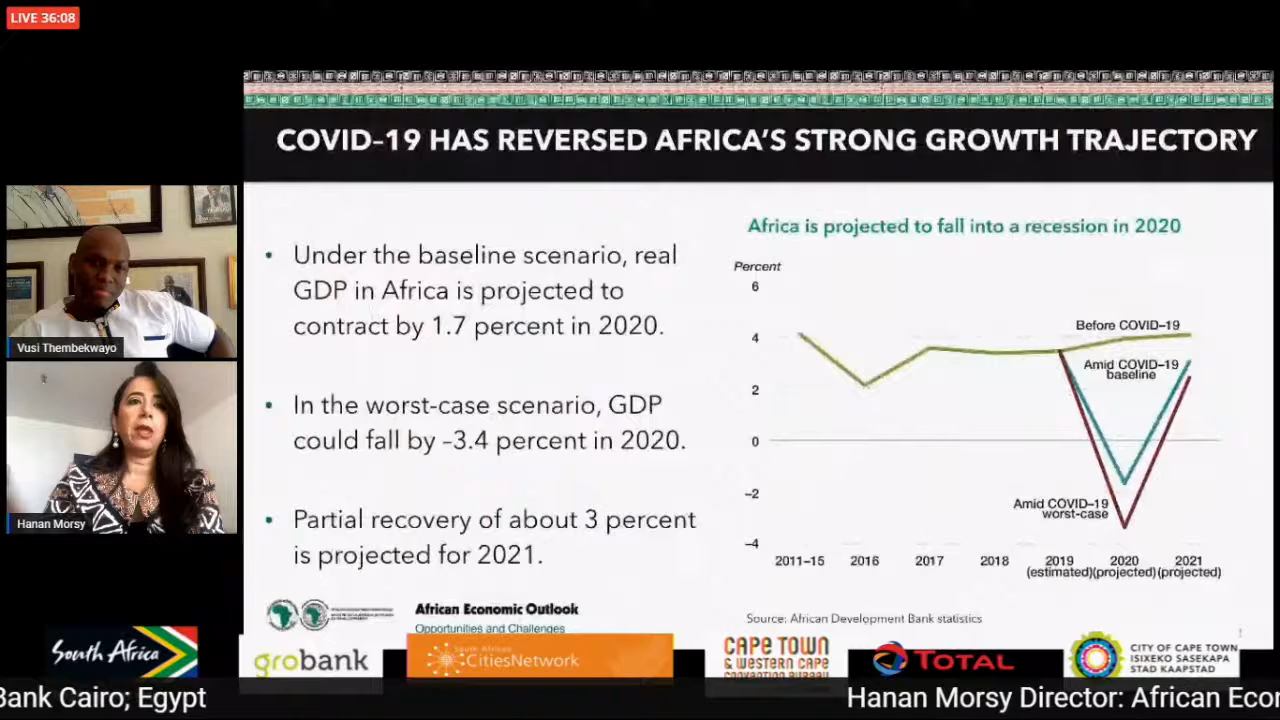 LIVE 36:08
COVID-19 HAS REVERSED AFRICA'S STRONG GROWTH TRAJECTORY
• Under the baseline scenario, real
GDP in Africa is projected to
contract by 1.7 percent in 2020.
• In the worst-case scenario, GDP
could fall by –3.4 percent in 2020.
• Partial recovery of about 3 percent
is projected for 2021.
Africa is projected to fall into a recession in 2020
Percent
6
4
2
0
–2
–4
Before COVID–19
Amid COVID–19
baseline
Amid COVID–19
worst-case
2011–15 2016 2017 2018 2019 2020 2021
(estimated)(projected)(projected)
Source: African Development Bank statistics
African Economic Outlook
Opportunities and Challenges
Vusi Thembekwayo
Hanan Morsy
South Africa
grobank
South African
CitiesNetwork
CAPE TOWN
& WESTERN CAPE
CONVENTION BUREAU
TOTAL
CITY OF CAPE TOWN
ISIXEKO SASEKAPA
STAD KAAPSTAD
Bank Cairo; Egypt
Hanan Morsy Director: African Econ